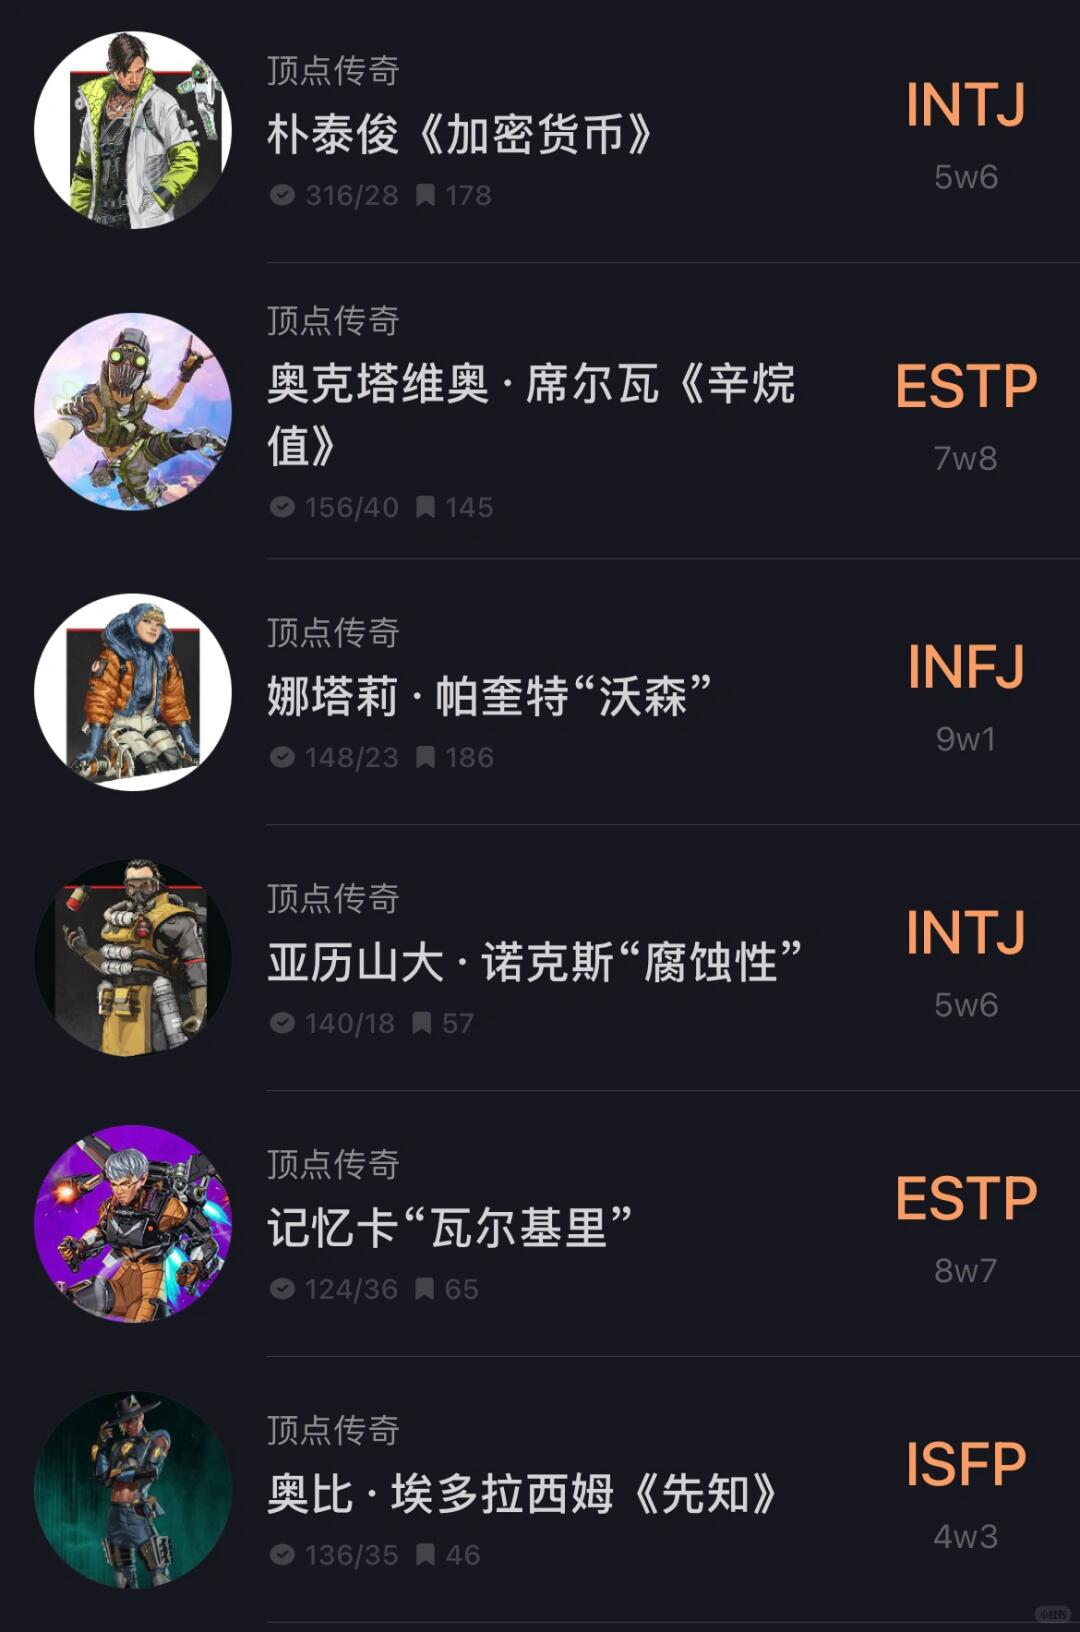 顶点传奇
朴泰俊《加密货币》
316/28 178
INTJ
5w6
顶点传奇
奥克塔维奥·席尔瓦《辛烷
值》
156/40 145
ESTP
7w8
顶点传奇
娜塔莉·帕奎特“沃森”
148/23 186
INFJ
9w1
顶点传奇
亚历山大·诺克斯“腐蚀性”
140/18 57
INTJ
5w6
顶点传奇
记忆卡“瓦尔基里”
124/36 65
ESTP
8w7
顶点传奇
奥比·埃多拉西姆《先知》
136/35 46
ISFP
4w3
小红书